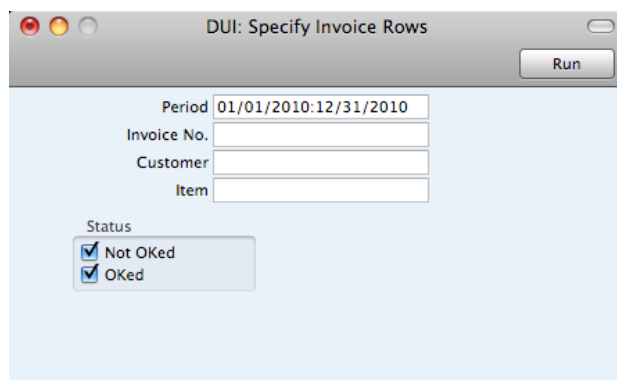 DUI: Specify Invoice Rows
Run
Period 01/01/2010:12/31/2010
Invoice No.
Customer
Item
Status
Not OKed
OKed